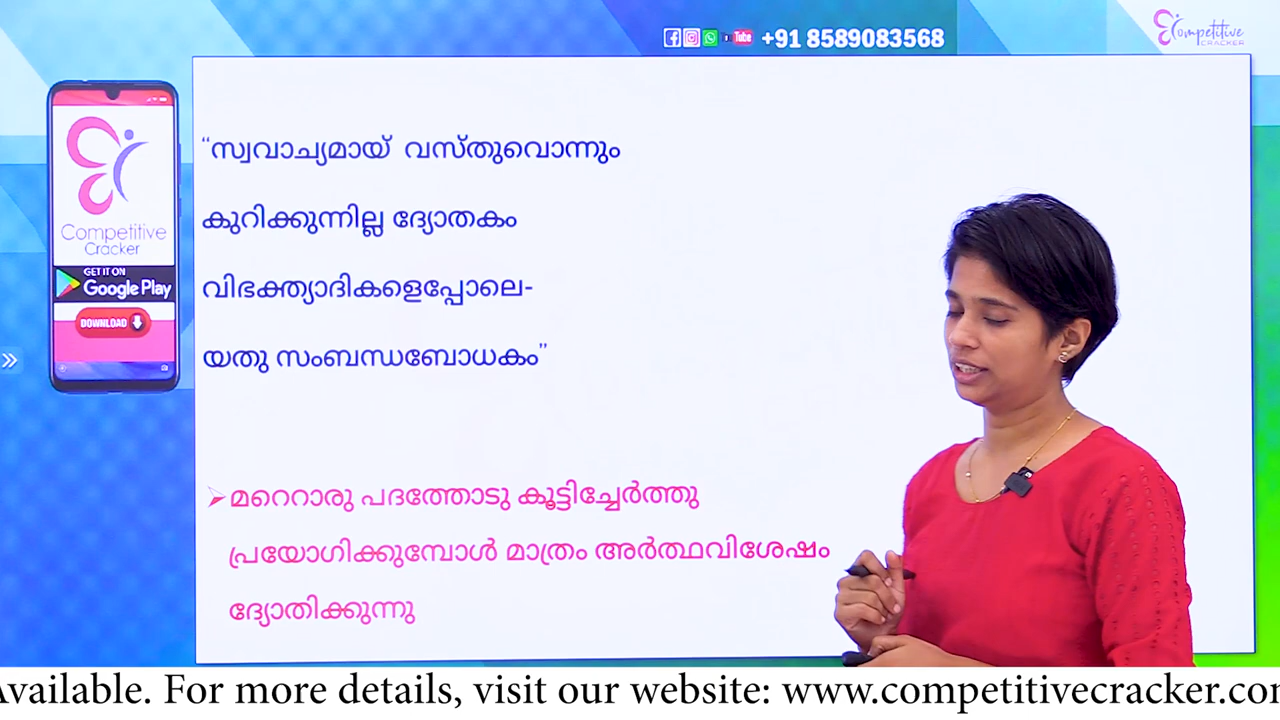 +91 8589083568
Competitive
CRACKER
“സ്വവാച്യമായ് വസ്തുവൊന്നും
കുറിക്കുന്നില്ല ദ്യോതകം
വിഭക്ത്യാദികളെപ്പോലെ-
യതു സംബന്ധബോധകം”
Competitive
Cracker
GET IT ON
Google Play
DOWNLOAD
മറെറാരു പദത്തോടു കൂട്ടിച്ചേർത്തു
പ്രയോഗിക്കുമ്പോൾ മാത്രം അർത്ഥവിശേഷം
ദ്യോതിക്കുന്നു
Available. For more details, visit our website: www.competitivecracker.com